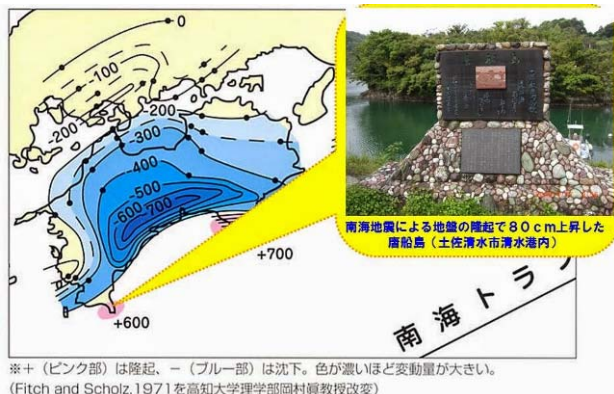 0
-100
-200
-200
-300
-400
-500
-600
-700
+700
+600
南海トラフ
南海地震による地盤の隆起で８０ｃｍ上昇した
唐船島（土佐清水市清水港内）
※＋（ピンク部）は隆起、－（ブルー部）は沈下。色が濃いほど変動量が大きい。
(Fitch and Scholz,1971を高知大学理学部岡村眞教授改変)